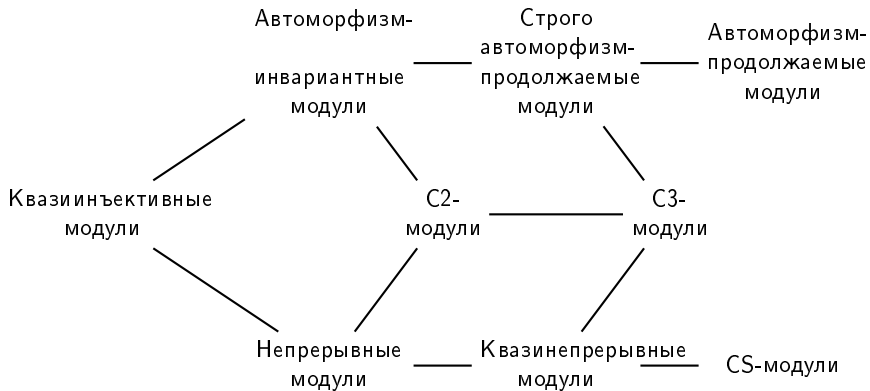 Автоморфизм-
инвариантные
модули
Строго
автоморфизм-
продолжаемые
модули
Автоморфизм-
продолжаемые
модули
Квазиинъективные
модули
C2-
модули
C3-
модули
Непрерывные
модули
Квазинепрерывные
модули
CS-модули